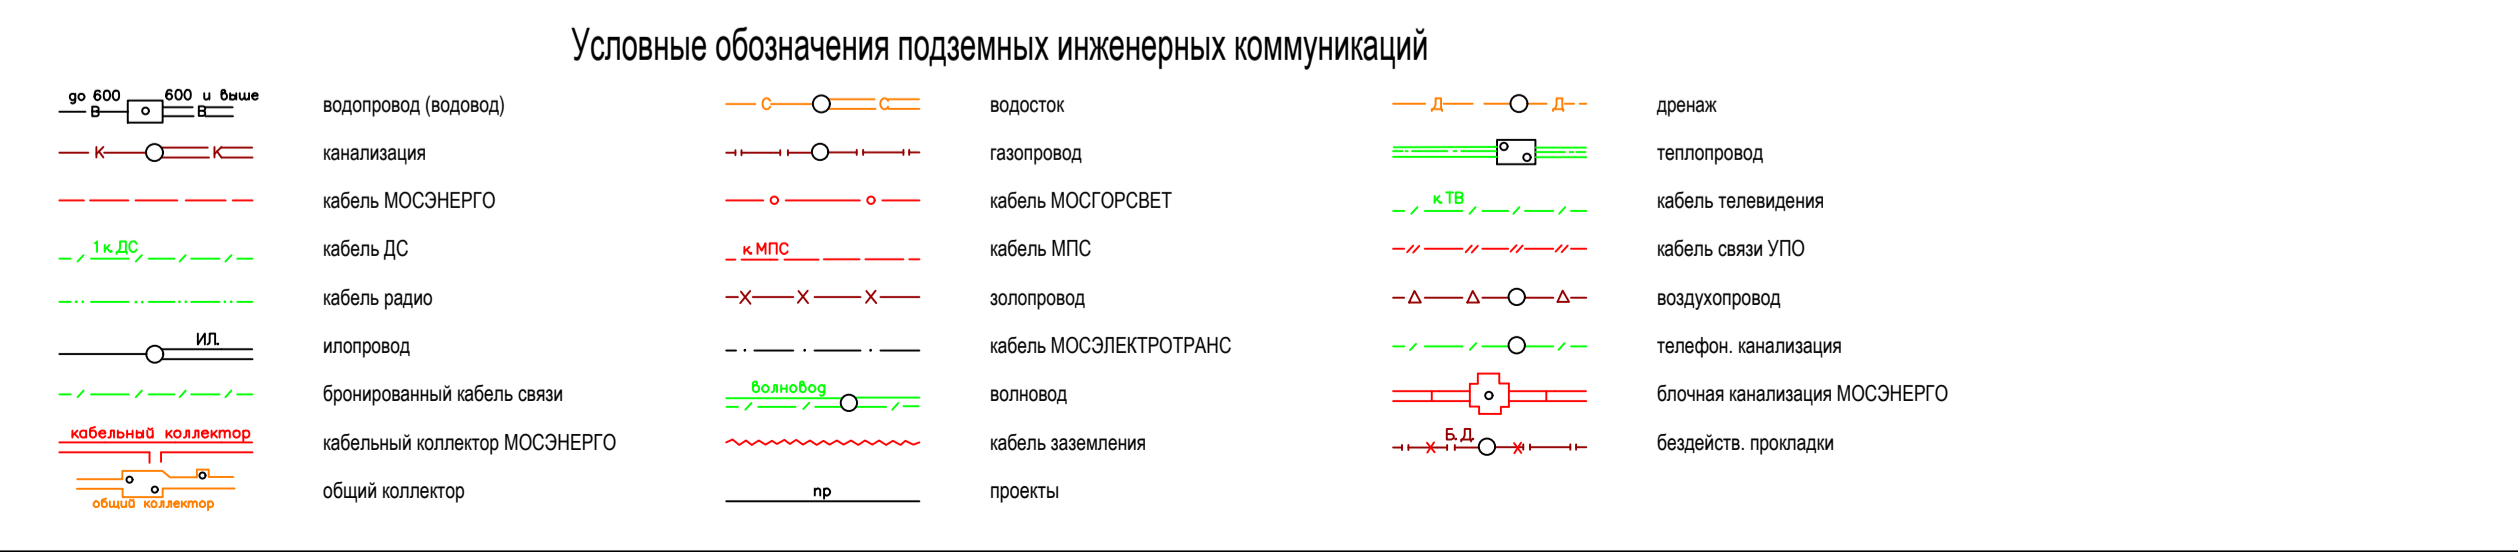 Условные обозначения подземных инженерных коммуникаций
до 600 600 и выше
В В водопровод (водовод) С С водосток Д Д дренаж
К К канализация газопровод теплопровод
кабель МОСЭНЕРГО кабель МОСГОРСВЕТ к.ТВ кабель телевидения
1 к.ДС кабель ДС к.МПС кабель МПС кабель связи УПО
кабель радио золопровод воздухопровод
ИЛ. илопровод кабель МОСЭЛЕКТРОТРАНС телефон. канализация
бронированный кабель связи волновод волновод блочная канализация МОСЭНЕРГО
кабельный коллектор кабельный коллектор МОСЭНЕРГО кабель заземления Б.Д. бездейств. прокладки
общий коллектор общий коллектор пр проекты